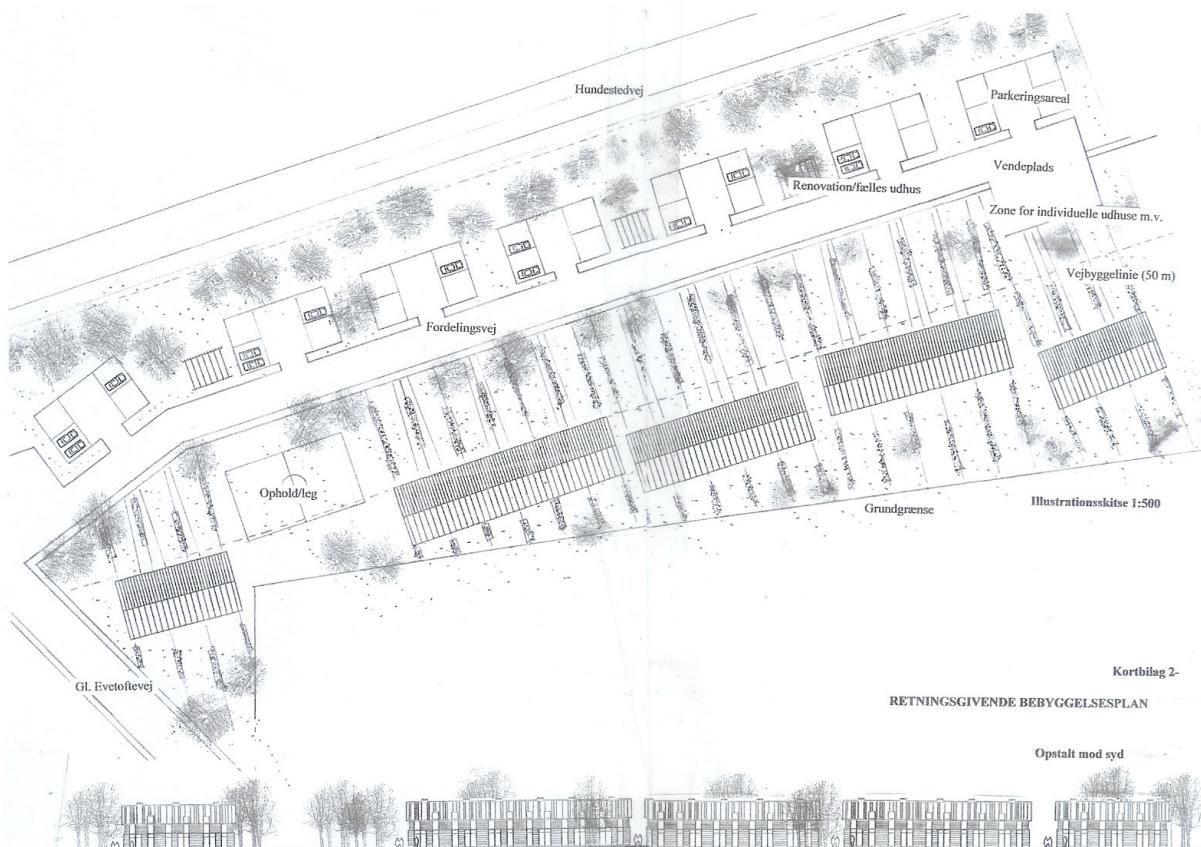 Hundestedvej
Parkeringsareal
Vendeplads
Renovation/fælles udhus
Zone for individuelle udhuse m.v.
Vejbyggelinie (50 m)
Fordelingsvej
Ophold/leg
Grundgrænse
Illustrationsskitse 1:500
Gl. Evetoftevej
Kortbilag 2-
RETNINGSGIVENDE BEBYGGELSESPLAN
Opstalt mod syd